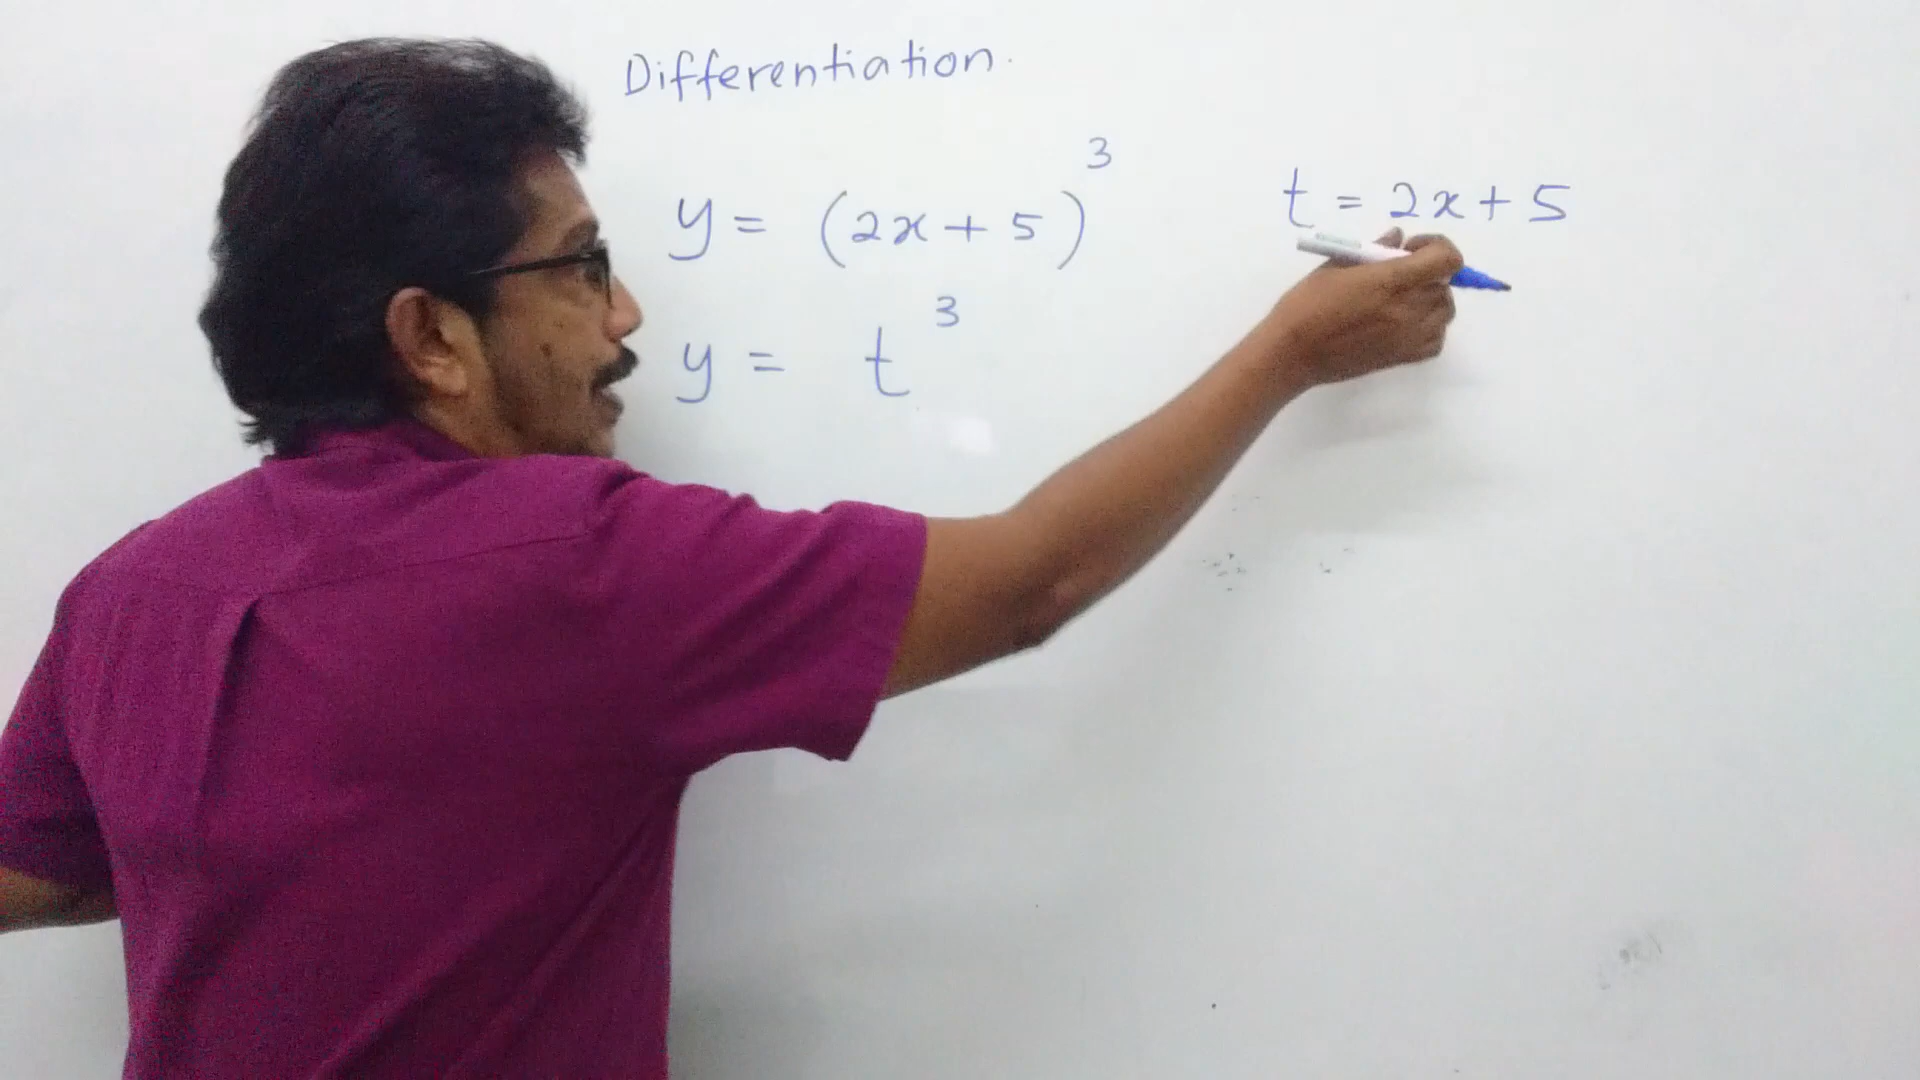 Differentiation.
y = (2x + 5)³
t = 2x + 5
y = t³